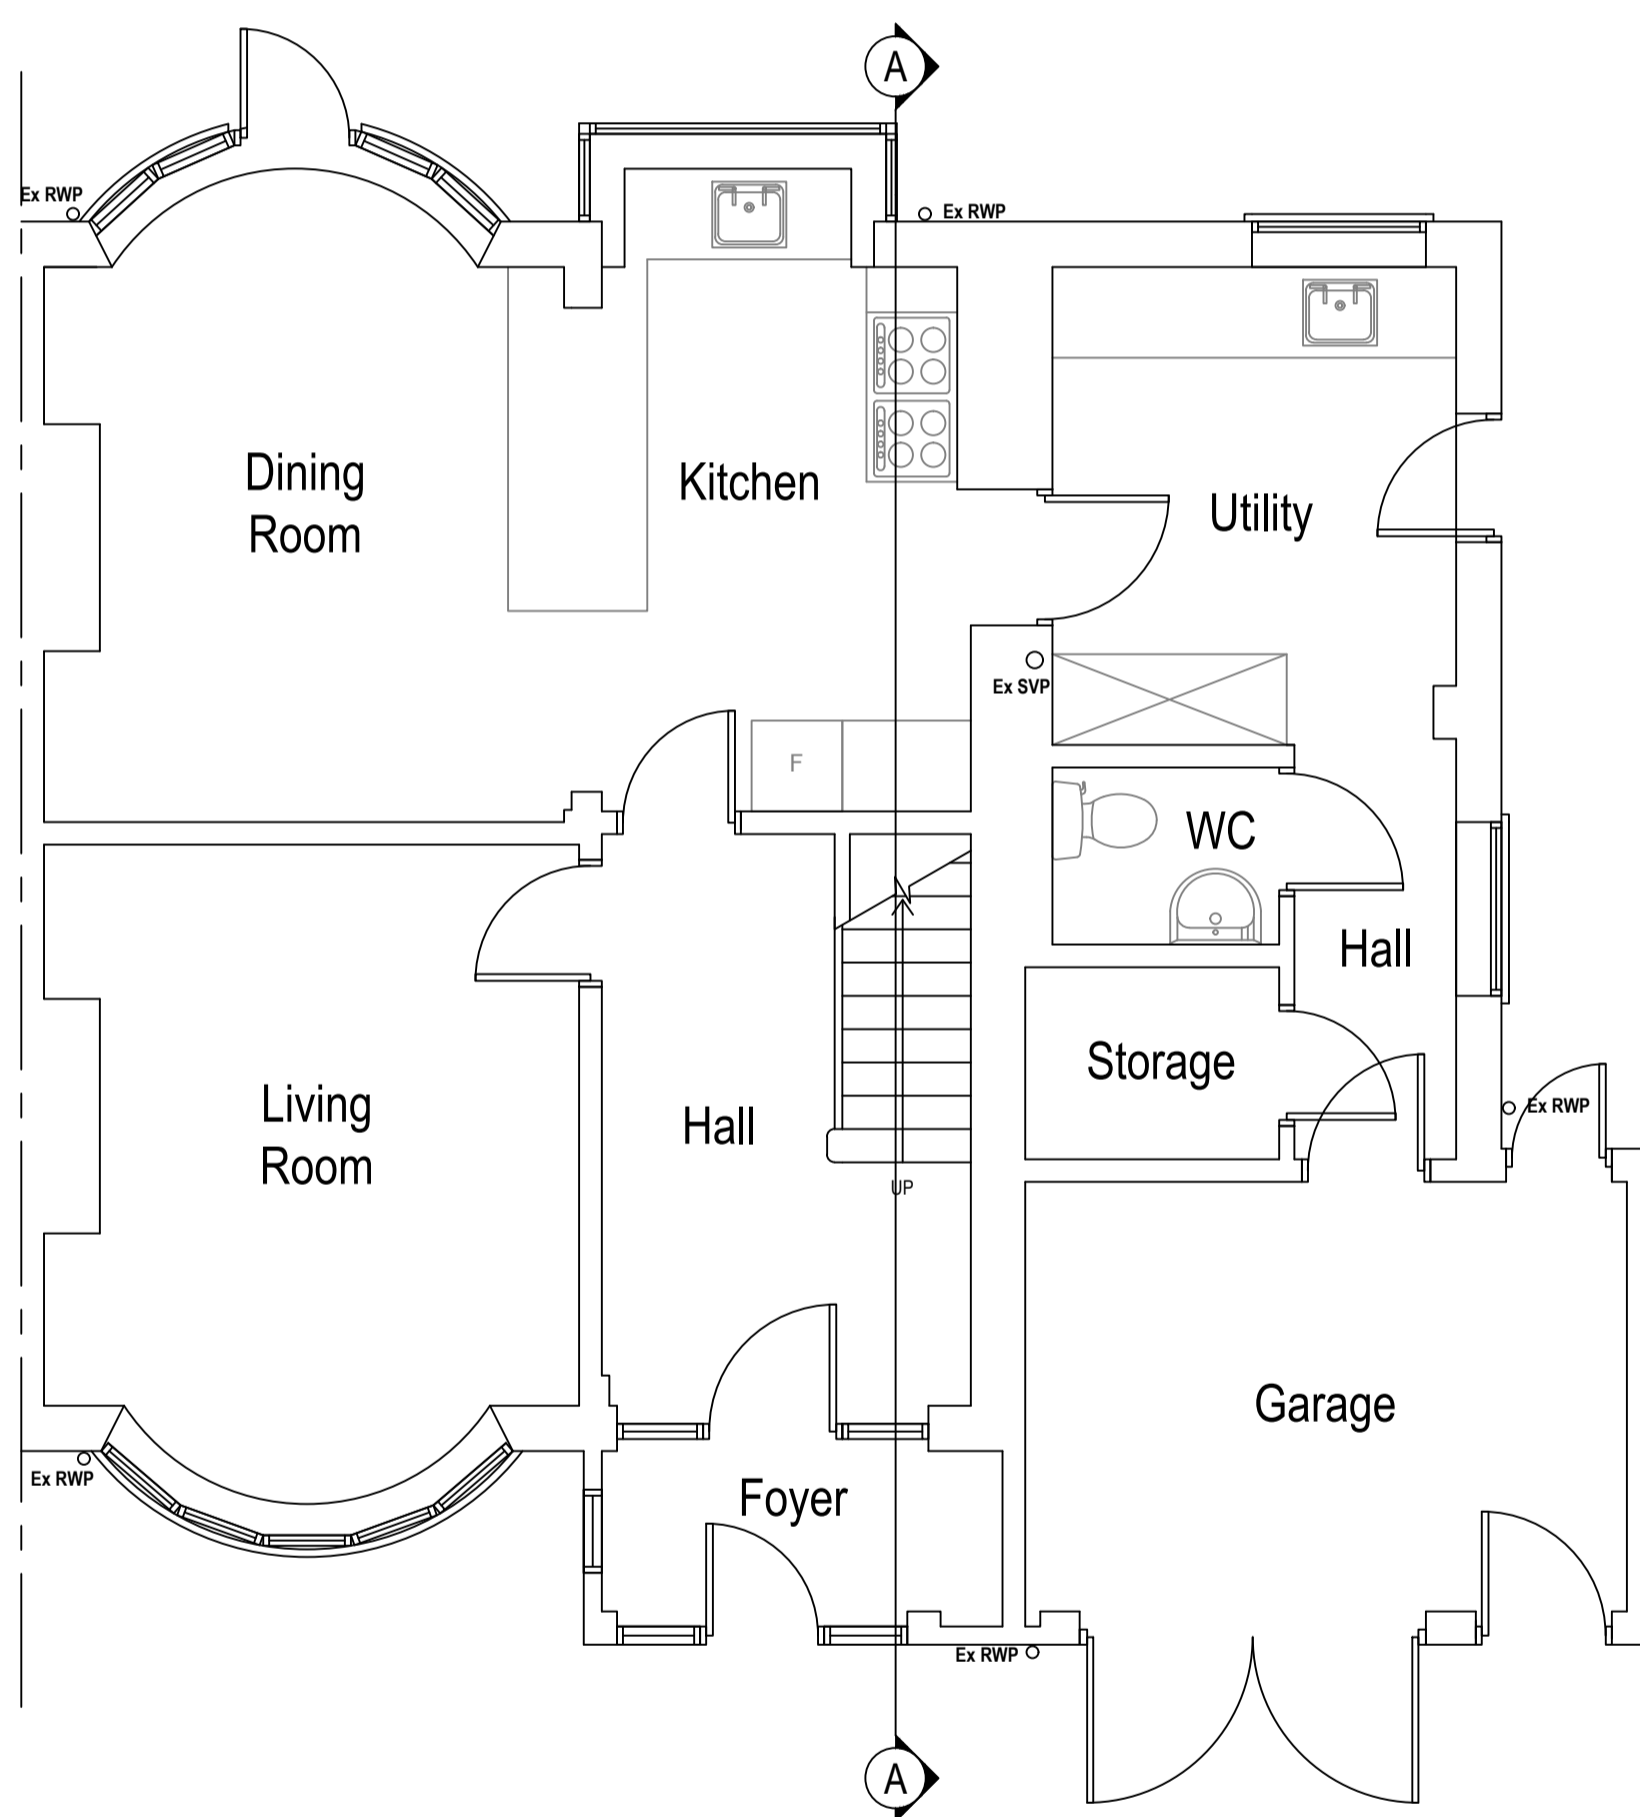 A
Ex RWP
Ex RWP
Dining
Room
Kitchen
Utility
Ex SVP
F
WC
Hall
Storage
Living
Room
Hall
Ex RWP
UP
Garage
Ex RWP
Foyer
Ex RWP
A